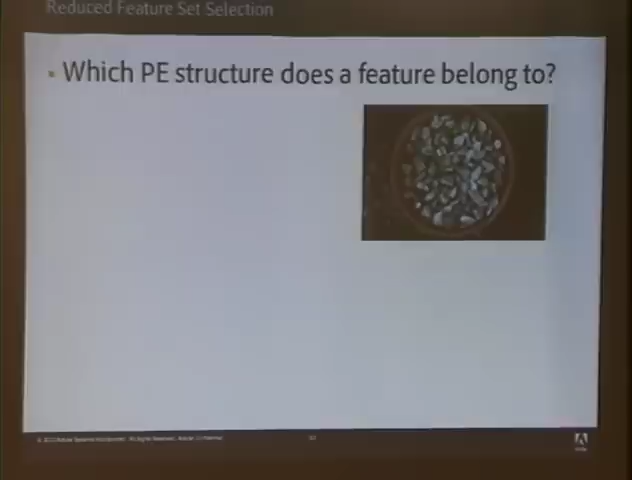 Reduced Feature Set Selection
Which PE structure does a feature belong to?